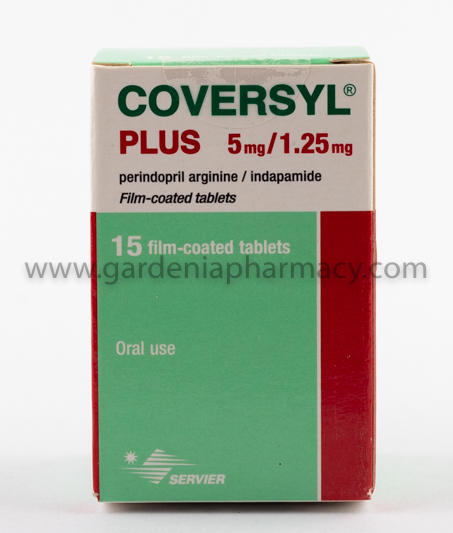 COVERSYL®
PLUS 5mg/1.25mg
perindopril arginine / indapamide
Film-coated tablets
15 film-coated tablets
www.gardeniapharmacy.com
Oral use
SERVIER